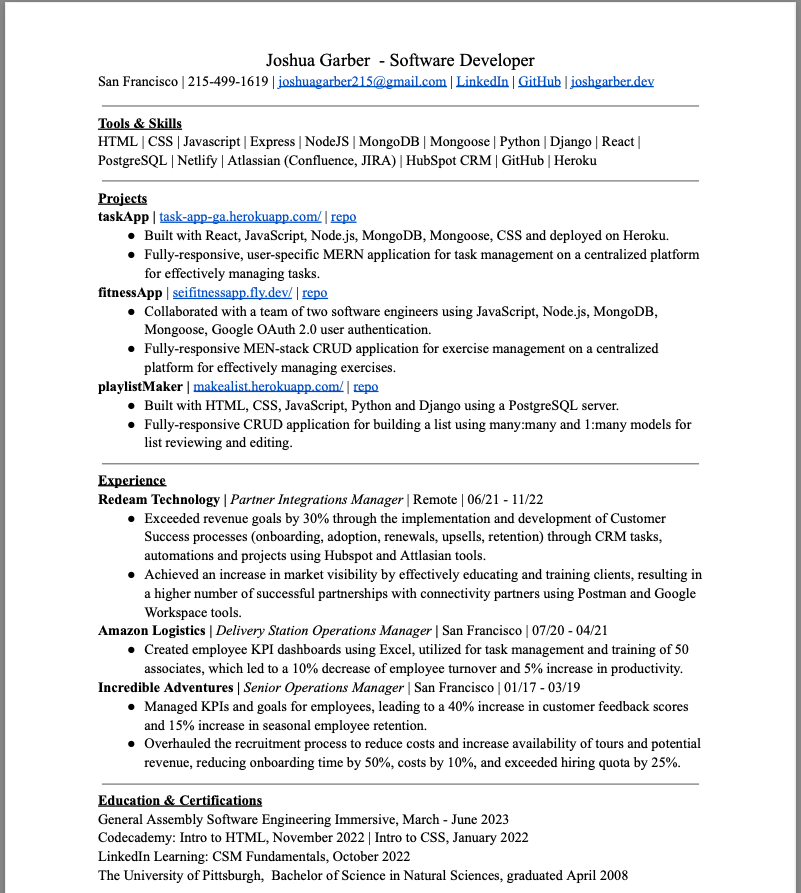 Joshua Garber - Software Developer
San Francisco | 215-499-1619 | joshuagarber215@gmail.com | LinkedIn | GitHub | joshgarber.dev
Tools & Skills
HTML | CSS | Javascript | Express | NodeJS | MongoDB | Mongoose | Python | Django | React |
PostgreSQL | Netlify | Atlassian (Confluence, JIRA) | HubSpot CRM | GitHub | Heroku
Projects
taskApp | task-app-ga.herokuapp.com/ | repo
● Built with React, JavaScript, Node.js, MongoDB, Mongoose, CSS and deployed on Heroku.
● Fully-responsive, user-specific MERN application for task management on a centralized platform
for effectively managing tasks.
fitnessApp | seifitnessapp.fly.dev/ | repo
● Collaborated with a team of two software engineers using JavaScript, Node.js, MongoDB,
Mongoose, Google OAuth 2.0 user authentication.
● Fully-responsive MEN-stack CRUD application for exercise management on a centralized
platform for effectively managing exercises.
playlistMaker | makealist.herokuapp.com/ | repo
● Built with HTML, CSS, JavaScript, Python and Django using a PostgreSQL server.
● Fully-responsive CRUD application for building a list using many:many and 1:many models for
list reviewing and editing.
Experience
Redeam Technology | Partner Integrations Manager | Remote | 06/21 - 11/22
● Exceeded revenue goals by 30% through the implementation and development of Customer
Success processes (onboarding, adoption, renewals, upsells, retention) through CRM tasks,
automations and projects using Hubspot and Attlasian tools.
● Achieved an increase in market visibility by effectively educating and training clients, resulting in
a higher number of successful partnerships with connectivity partners using Postman and Google
Workspace tools.
Amazon Logistics | Delivery Station Operations Manager | San Francisco | 07/20 - 04/21
● Created employee KPI dashboards using Excel, utilized for task management and training of 50
associates, which led to a 10% decrease of employee turnover and 5% increase in productivity.
Incredible Adventures | Senior Operations Manager | San Francisco | 01/17 - 03/19
● Managed KPIs and goals for employees, leading to a 40% increase in customer feedback scores
and 15% increase in seasonal employee retention.
● Overhauled the recruitment process to reduce costs and increase availability of tours and potential
revenue, reducing onboarding time by 50%, costs by 10%, and exceeded hiring quota by 25%.
Education & Certifications
General Assembly Software Engineering Immersive, March - June 2023
Codecademy: Intro to HTML, November 2022 | Intro to CSS, January 2022
LinkedIn Learning: CSM Fundamentals, October 2022
The University of Pittsburgh, Bachelor of Science in Natural Sciences, graduated April 2008